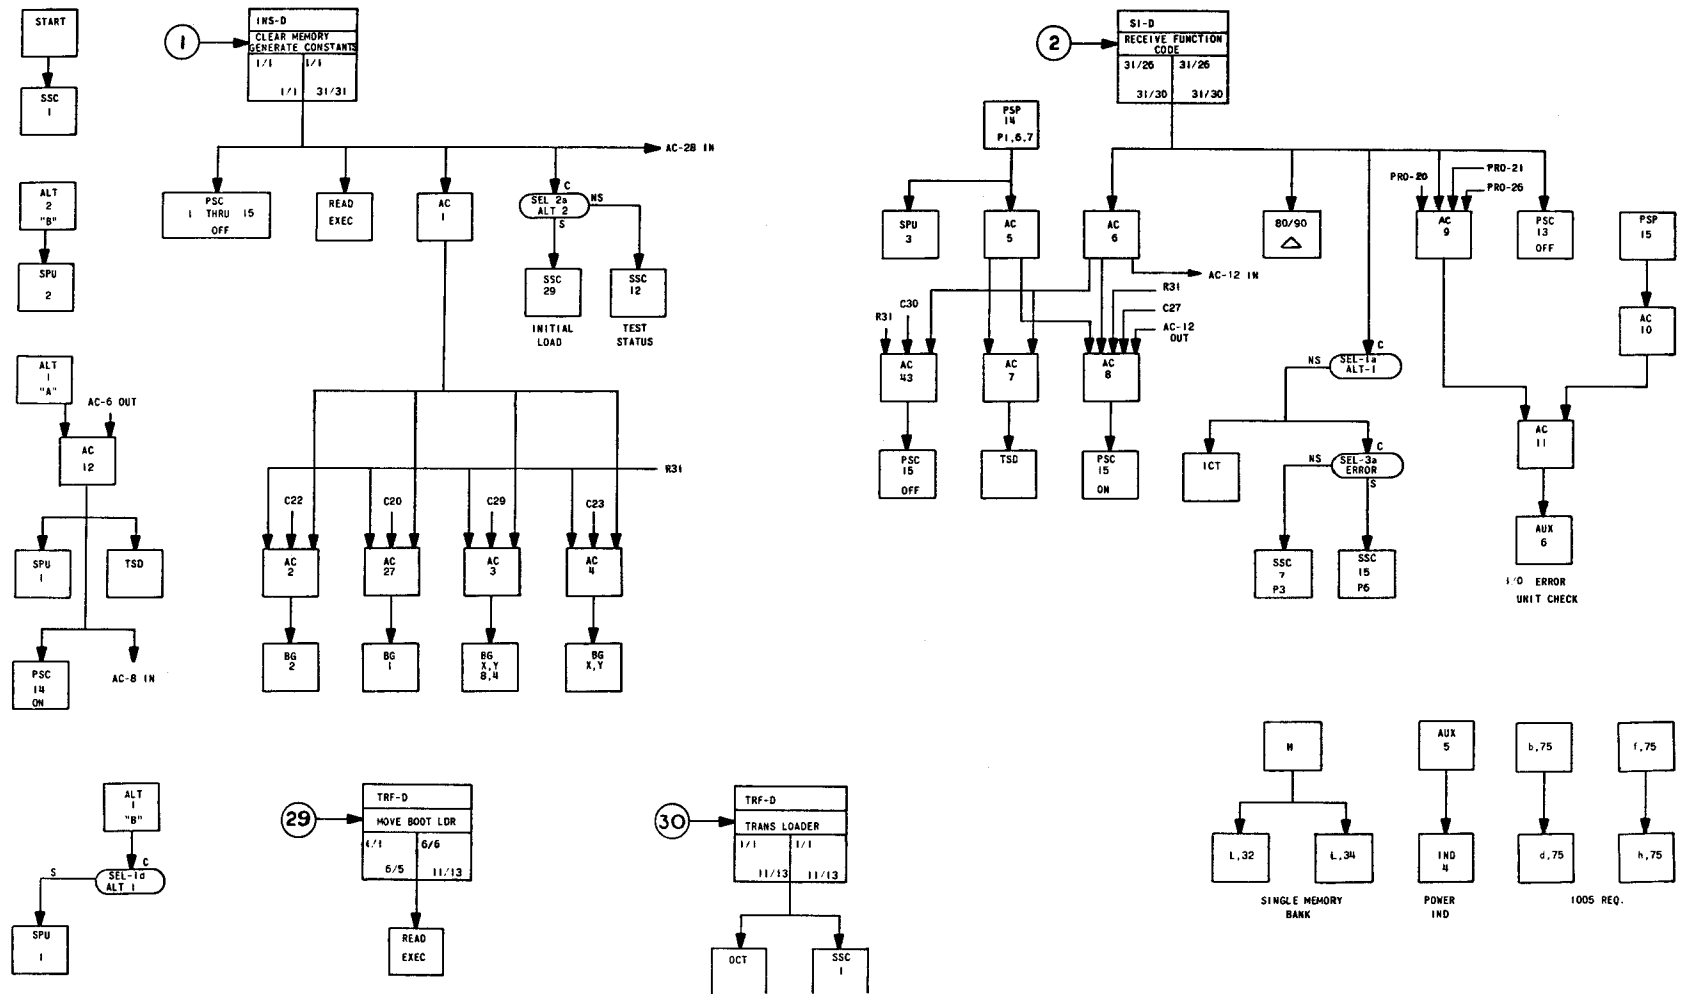 START
SSC
1
ALT
2
"B"
SPU
2
ALT
1
"A"
AC-6 OUT
AC
12
SPU
1
TSD
PSC
14
ON
AC-8 IN
ALT
1
"B"
C
S
SEL-1d
ALT 1
SPU
1
1
INS-D
CLEAR MEMORY
GENERATE CONSTANTS
1/1 1/1
1/1 31/31
AC-28 IN
PSC
1 THRU 15
OFF
READ
EXEC
AC
1
C
SEL 2a
ALT 2
NS
S
SSC
29
INITIAL
LOAD
SSC
12
TEST
STATUS
R31
C22
C20
C29
C23
AC
2
AC
27
AC
3
AC
4
BG
2
BG
1
BG
X,Y
8,4
BG
X,Y
29
TRF-D
MOVE BOOT LDR
1/1 6/6
6/5 11/13
READ
EXEC
30
TRF-D
TRANS LOADER
1/1 1/1
11/13 11/13
OCT
SSC
1
2
SI-D
RECEIVE FUNCTION
CODE
31/26 31/26
31/30 31/30
PSP
14
P1,6,7
SPU
3
AC
5
AC
6
80/90
PRO-20
PRO-21
PRO-26
AC
9
PSC
13
OFF
PSP
15
AC-12 IN
R31
C27
AC-12
OUT
R31
C30
AC
43
AC
7
AC
8
PSC
15
OFF
TSD
PSC
15
ON
C
NS
SEL-1a
ALT-1
ICT
C
NS
SEL-3a
ERROR
S
SSC
7
P3
SSC
15
P6
AC
10
AC
11
AUX
6
I/O ERROR
UNIT CHECK
M
L,32
L,34
SINGLE MEMORY
BANK
AUX
5
IND
4
POWER
IND
b,75
d,75
f,75
h,75
1005 REQ.